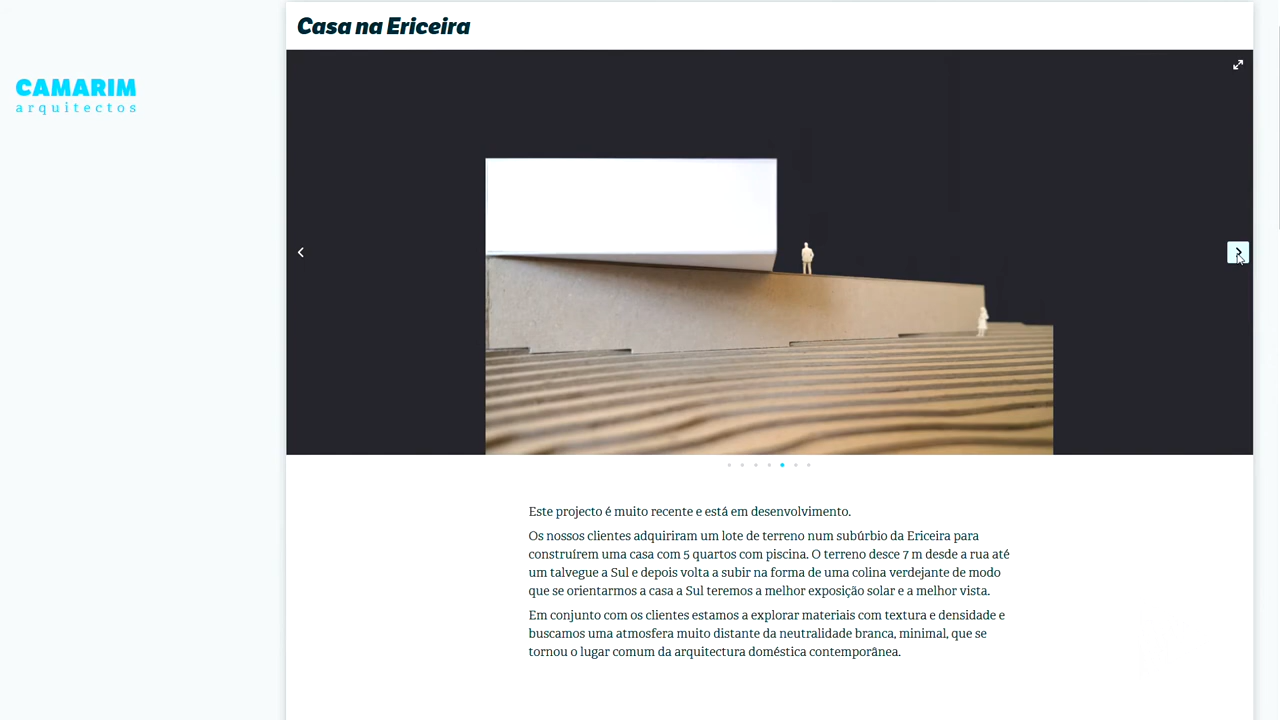 Casa na Ericeira
CAMARIM
arquitectos
Este projecto é muito recente e está em desenvolvimento.
Os nossos clientes adquiriram um lote de terreno num subúrbio da Ericeira para
construírem uma casa com 5 quartos com piscina. O terreno desce 7 m desde a rua até
um talvegue a Sul e depois volta a subir na forma de uma colina verdejante de modo
que se orientarmos a casa a Sul teremos a melhor exposição solar e a melhor vista.
Em conjunto com os clientes estamos a explorar materiais com textura e densidade e
buscamos uma atmosfera muito distante da neutralidade branca, minimal, que se
tornou o lugar comum da arquitectura doméstica contemporânea.